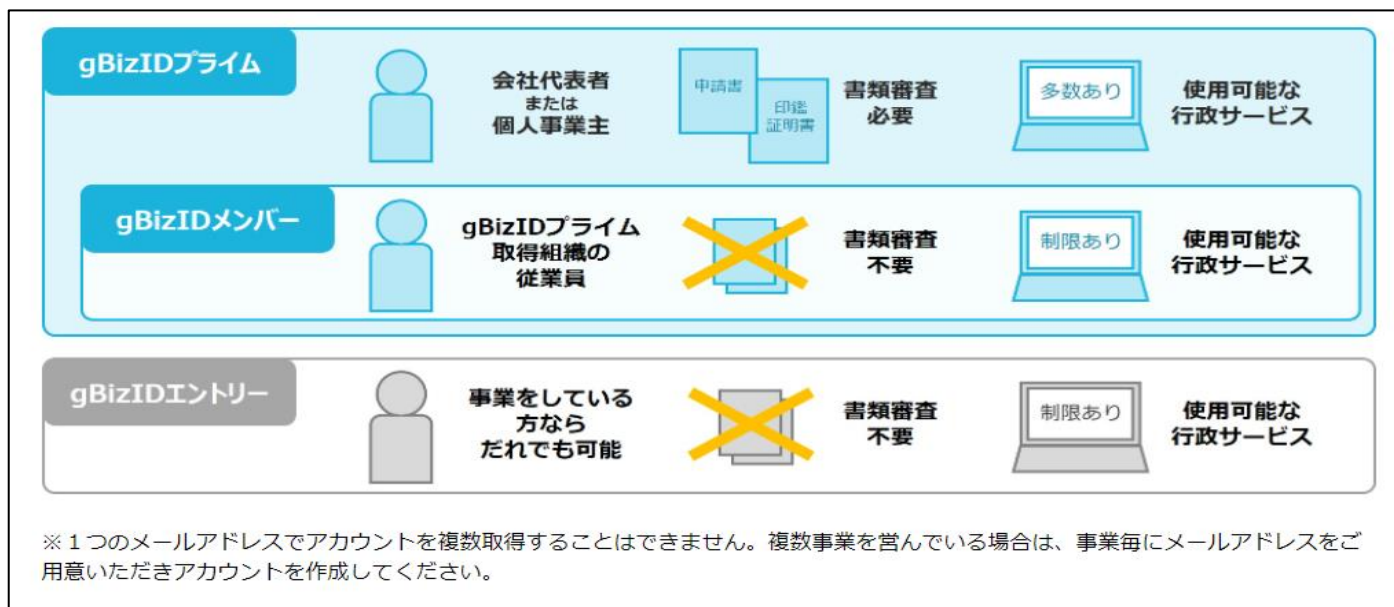 gBizIDプライム
会社代表者
または
個人事業主
申請書
印鑑
証明書
書類審査
必要
多数あり
使用可能な
行政サービス
gBizIDメンバー
gBizIDプライム
取得組織の
従業員
書類審査
不要
制限あり
使用可能な
行政サービス
gBizIDエントリー
事業をしている
方なら
だれでも可能
書類審査
不要
制限あり
使用可能な
行政サービス
※１つのメールアドレスでアカウントを複数取得することはできません。複数事業を営んでいる場合は、事業毎にメールアドレスをご
用意いただきアカウントを作成してください。